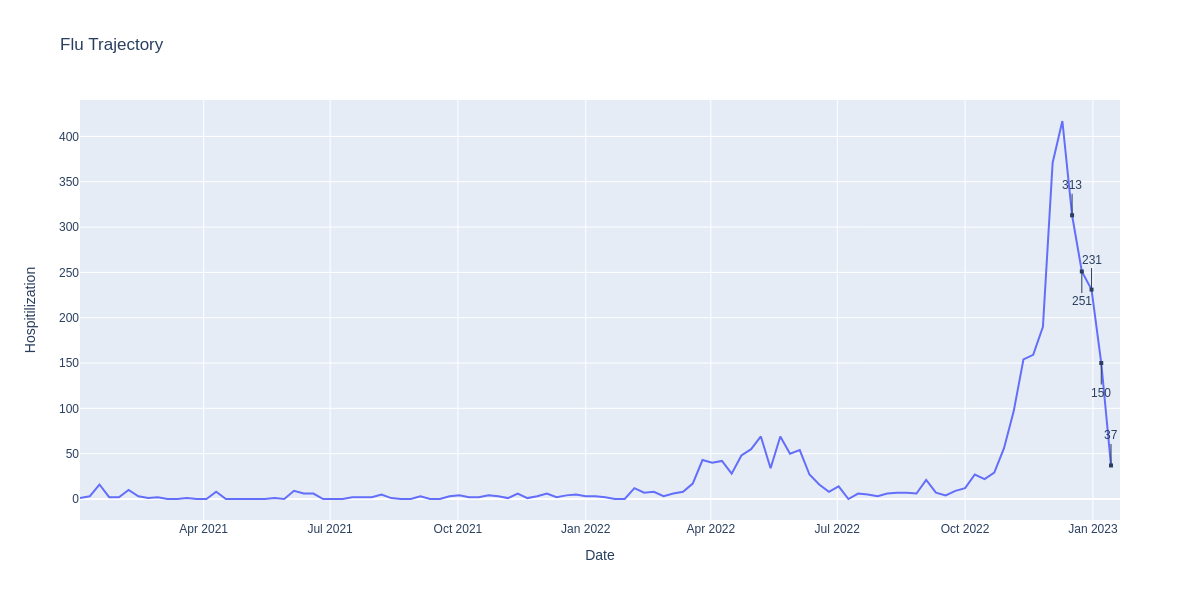 Flu Trajectory
Hospitilization
400
350
300
250
200
150
100
50
0
313
231
251
150
37
Apr 2021
Jul 2021
Oct 2021
Jan 2022
Apr 2022
Jul 2022
Oct 2022
Jan 2023
Date